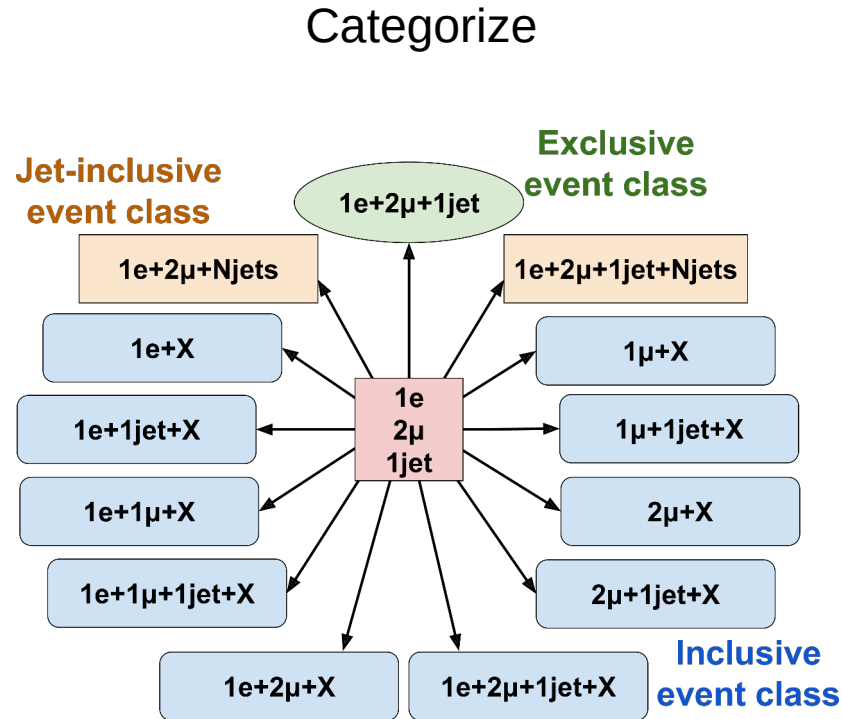 Categorize
Jet-inclusive
event class
Exclusive
event class
1e+2μ+1jet
1e+2μ+Njets
1e+2μ+1jet+Njets
1e+X
1μ+X
1e
2μ
1jet
1e+1jet+X
1μ+1jet+X
1e+1μ+X
2μ+X
1e+1μ+1jet+X
2μ+1jet+X
1e+2μ+X
1e+2μ+1jet+X
Inclusive
event class